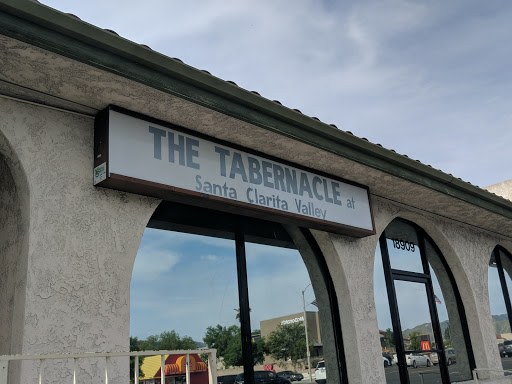 THE TABERNACLE at
Santa Clarita Valley
18909